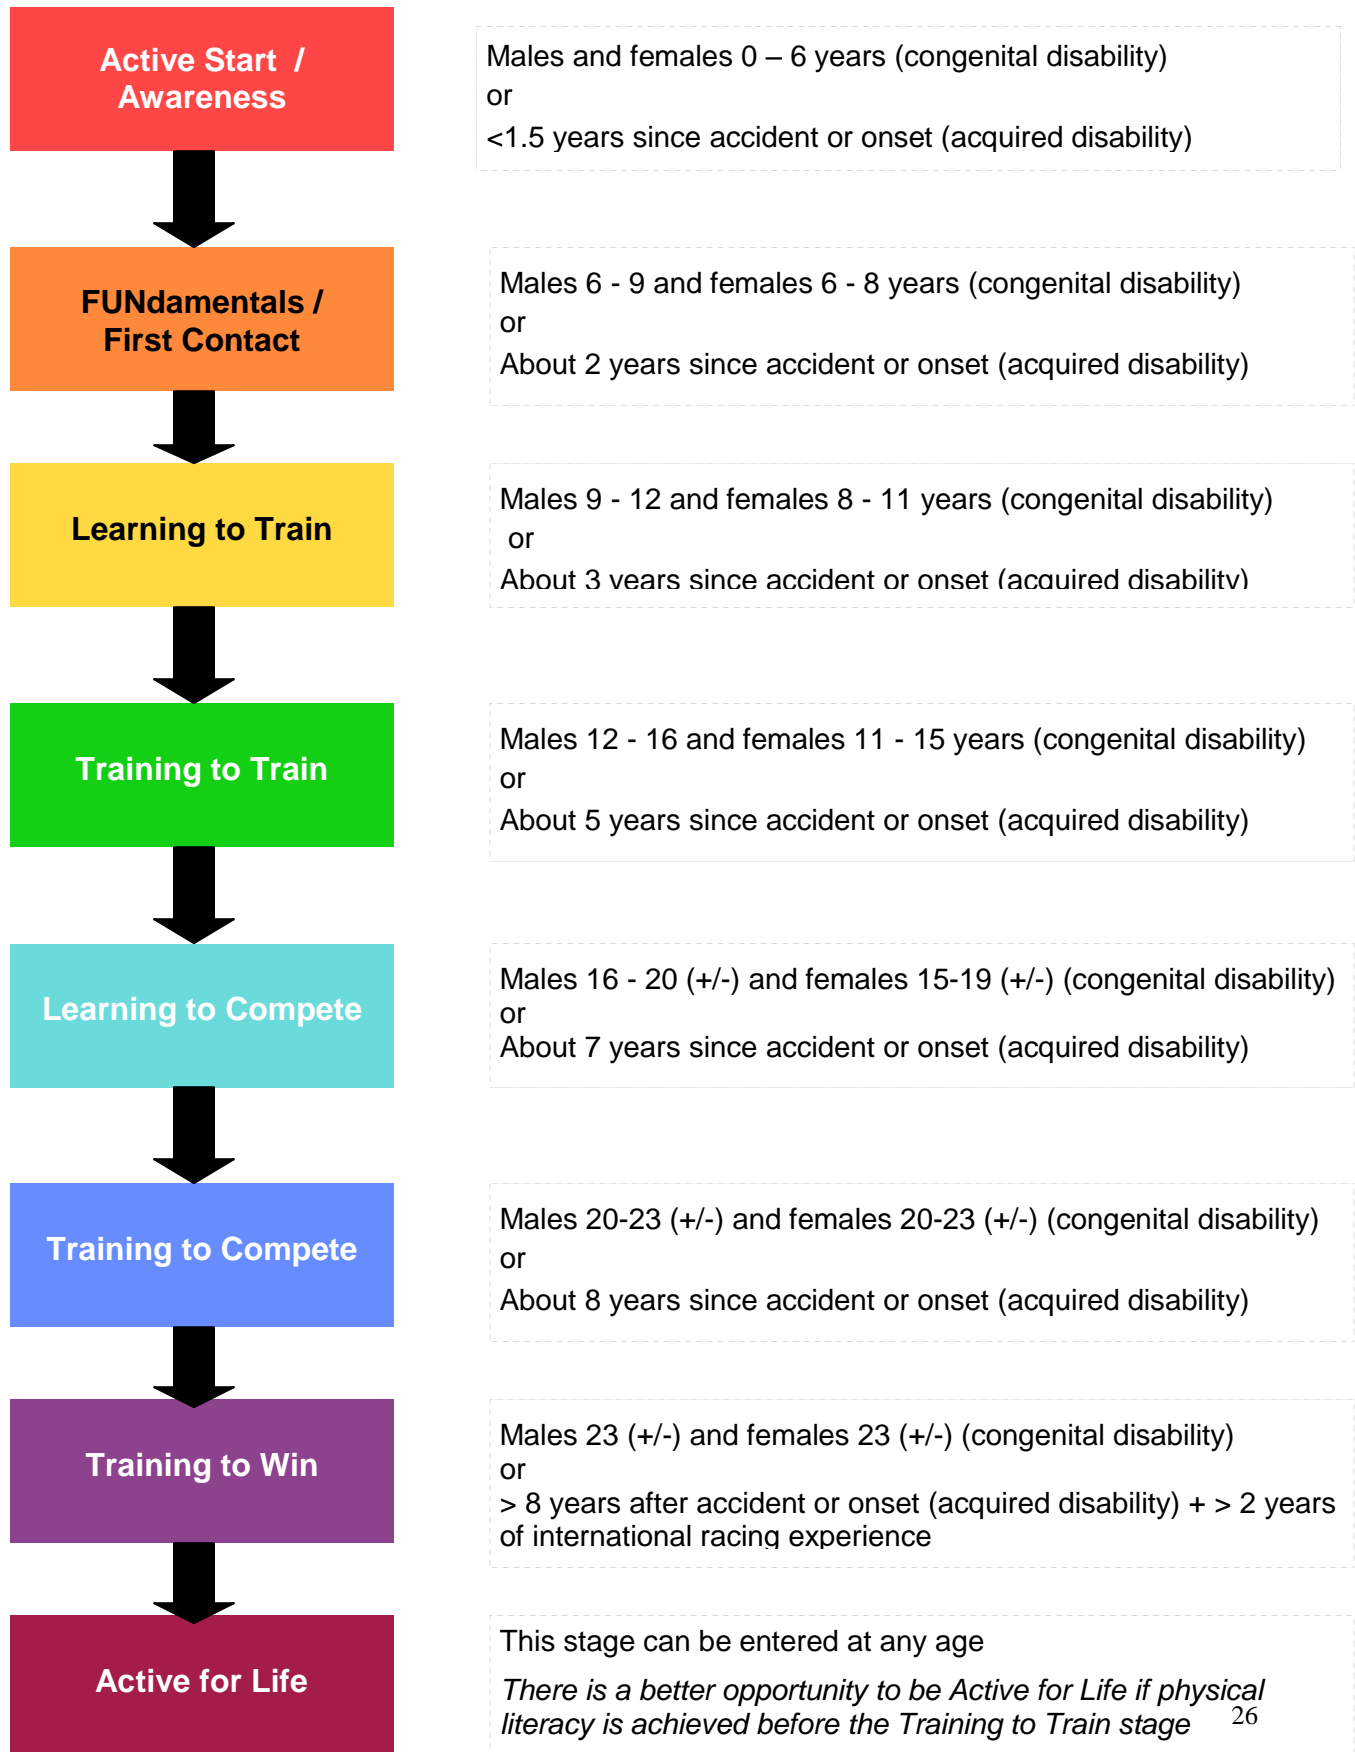 Active Start /
Awareness
Males and females 0 – 6 years (congenital disability)
or
<1.5 years since accident or onset (acquired disability)
FUNdamentals /
First Contact
Males 6 - 9 and females 6 - 8 years (congenital disability)
or
About 2 years since accident or onset (acquired disability)
Learning to Train
Males 9 - 12 and females 8 - 11 years (congenital disability)
or
About 3 years since accident or onset (acquired disability)
Training to Train
Males 12 - 16 and females 11 - 15 years (congenital disability)
or
About 5 years since accident or onset (acquired disability)
Learning to Compete
Males 16 - 20 (+/-) and females 15-19 (+/-) (congenital disability)
or
About 7 years since accident or onset (acquired disability)
Training to Compete
Males 20-23 (+/-) and females 20-23 (+/-) (congenital disability)
or
About 8 years since accident or onset (acquired disability)
Training to Win
Males 23 (+/-) and females 23 (+/-) (congenital disability)
or
> 8 years after accident or onset (acquired disability) + > 2 years
of international racing experience
Active for Life
This stage can be entered at any age
There is a better opportunity to be Active for Life if physical
literacy is achieved before the Training to Train stage
26